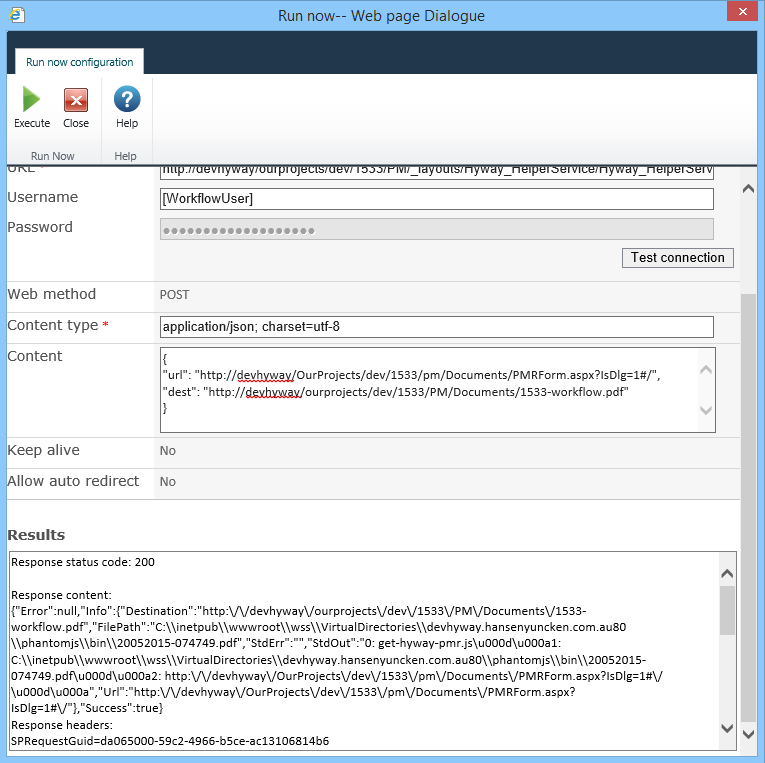 Run now-- Web page Dialogue
Run now configuration
Execute
Close
Help
Run Now
Help
URL *
http://devhyway/ourprojects/dev/1533/PM/_layouts/Hyway_HelperService/Hyway_HelperServ
Username
[WorkflowUser]
Password
Test connection
Web method
POST
Content type *
application/json; charset=utf-8
Content
{
"url": "http://devhyway/OurProjects/dev/1533/pm/Documents/PMRForm.aspx?IsDlg=1#/",
"dest": "http://devhyway/ourprojects/dev/1533/PM/Documents/1533-workflow.pdf"
}
Keep alive
No
Allow auto redirect
No
Results
Response status code: 200
Response content:
{"Error":null,"Info":{"Destination":"http:\/\/devhyway\/ourprojects\/dev\/1533\/PM\/Documents\/1533-
workflow.pdf","FilePath":"C:\\inetpub\\wwwroot\\wss\\VirtualDirectories\\devhyway.hansenyuncken.com.au80
\\phantomjs\\bin\\20052015-074749.pdf","StdErr":"","StdOut":"0: get-hyway-pmr.js\u000d\u000a1:
C:\\inetpub\\wwwroot\\wss\\VirtualDirectories\\devhyway.hansenyuncken.com.au80\\phantomjs\\bin\\20052015-
074749.pdf\u000d\u000a2: http:\/\/devhyway\/OurProjects\/dev\/1533\/pm\/Documents\/PMRForm.aspx?IsDlg=1#\/
\u000d\u000a","Url":"http:\/\/devhyway\/OurProjects\/dev\/1533\/pm\/Documents\/PMRForm.aspx?
IsDlg=1#\/"},"Success":true}
Response headers:
SPRequestGuid=da065000-59c2-4966-b5ce-ac13106814b6